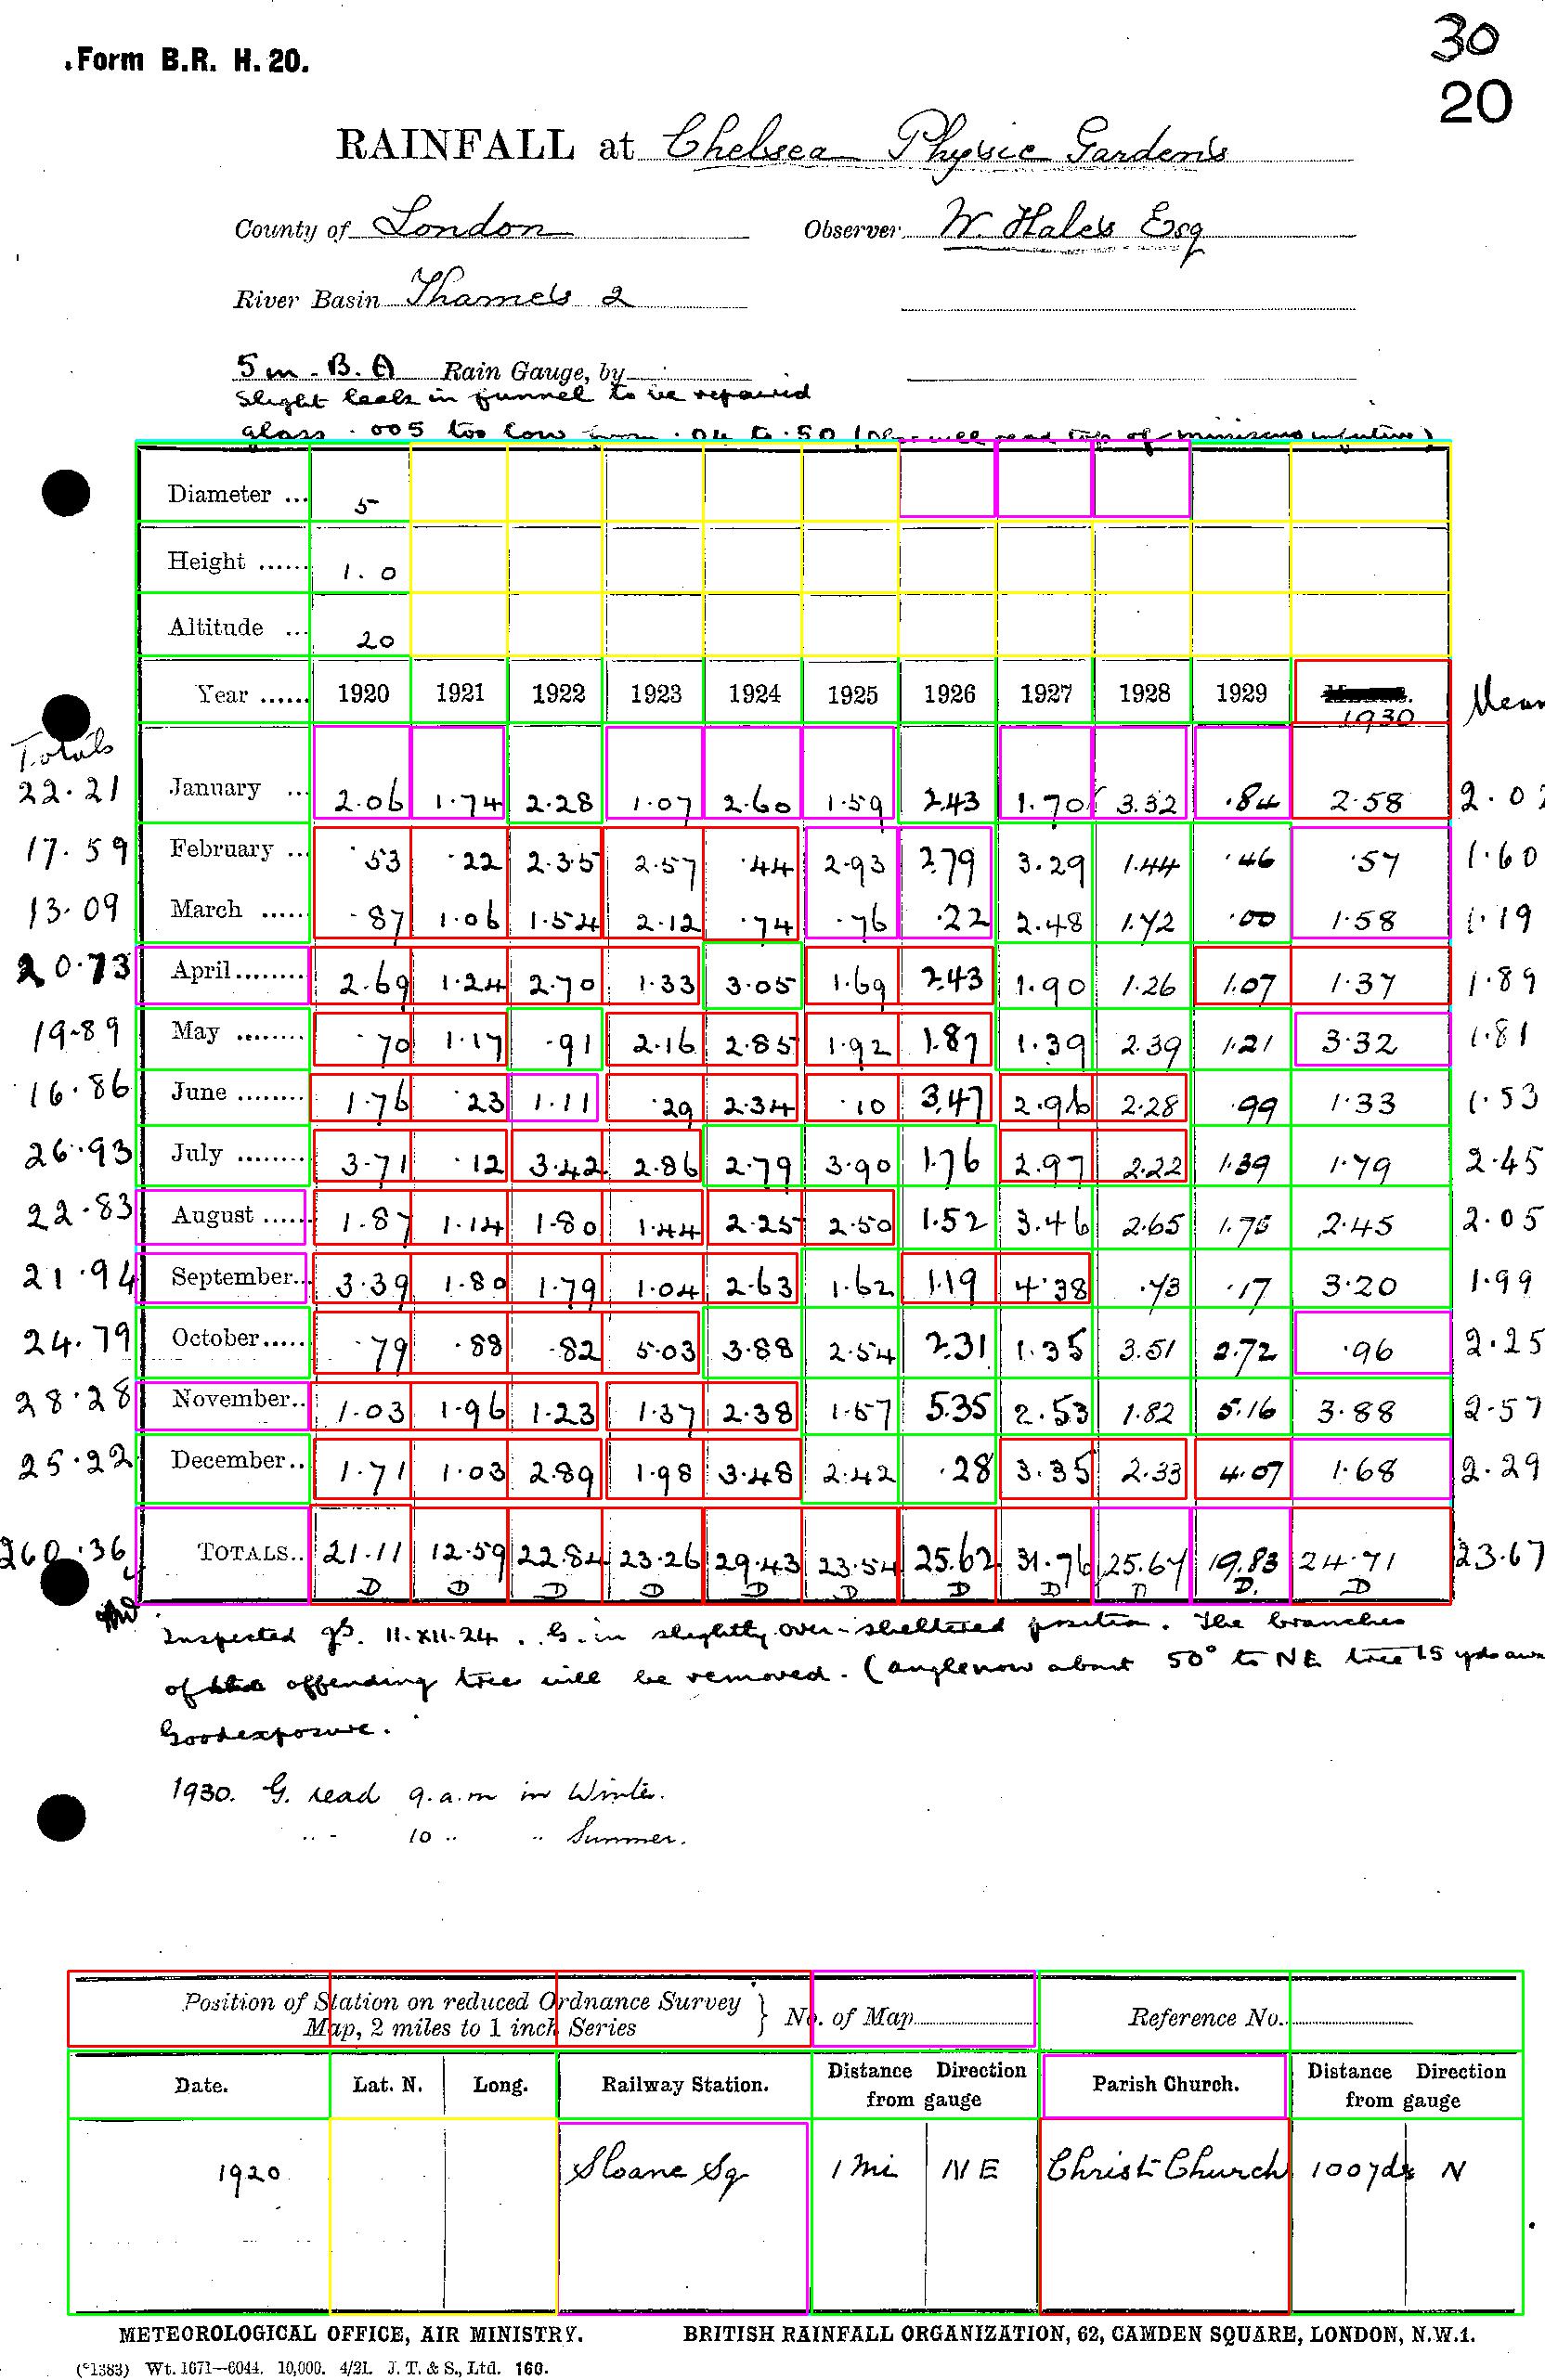 30
.Form B.R. H. 20.
20
RAINFALL at Chelsea Physic Gardens
County of London Observer W. Hales Esq
River Basin Thames 2
5 in. B. A Rain Gauge, by
Slight leak in funnel to be repaired
glass .005 too low from .04 to .50 (Observer will read top of miniscus in future)
Diameter ... 5
Height ...... 1.0
Altitude ... 20
Year ...... 1920 1921 1922 1923 1924 1925 1926 1927 1928 1929 1930 Mean
Totals
22.21 January ... 2.06 1.74 2.28 1.07 2.60 1.59 2.43 1.70 3.32 .84 2.58 2.02
17.59 February ... .53 .22 2.35 2.57 .44 2.93 2.79 3.29 1.44 .46 .57 1.60
13.09 March ..... .87 1.06 1.54 2.12 .74 .76 .22 2.48 1.72 .00 1.58 1.19
20.73 April........ 2.69 1.24 2.70 1.33 3.05 1.69 2.43 1.90 1.26 1.07 1.37 1.89
19.89 May ........ .70 1.17 .91 2.16 2.85 1.92 1.87 1.39 2.39 1.21 3.32 1.81
16.86 June ........ 1.76 .23 1.11 .29 2.34 .10 3.47 2.96 2.28 .99 1.33 1.53
26.93 July ........ 3.71 .12 3.42 2.86 2.79 3.90 1.76 2.97 2.22 1.39 1.79 2.45
22.83 August ...... 1.87 1.14 1.80 1.44 2.25 2.50 1.52 3.46 2.65 1.75 2.45 2.05
21.94 September... 3.39 1.80 1.79 1.04 2.63 1.62 1.19 4.38 .73 .17 3.20 1.99
24.79 October..... .79 .88 .82 5.03 3.88 2.54 2.31 1.35 3.51 2.72 .96 2.25
28.28 November.. 1.03 1.96 1.23 1.37 2.38 1.57 5.35 2.53 1.82 5.16 3.88 2.57
25.22 December.. 1.71 1.03 2.89 1.98 3.48 2.42 .28 3.35 2.33 4.07 1.68 2.29
260.36 TOTALS.. 21.11 12.59 22.84 23.26 29.43 23.54 25.62 31.76 25.67 19.83 24.71 23.67
D D D D D D D D D D. D
Inspected 11.XII.24. G. in slightly over-sheltered position. The branches
of offending tree will be removed. (angle now about 50° to NE tree 15 yds
Good exposure.
1930. G. read 9.a.m in Winter.
.. - 10 .. .. Summer.
Position of Station on reduced Ordnance Survey
Map, 2 miles to 1 inch Series } No. of Map Reference No.
Date. Lat. N. Long. Railway Station. Distance Direction from gauge Parish Church. Distance Direction from gauge
1920 Sloane Sq 1 mi NE Christ Church 100yds N
METEOROLOGICAL OFFICE, AIR MINISTRY. BRITISH RAINFALL ORGANIZATION, 62, CAMDEN SQUARE, LONDON, N.W.1.
(*1383) Wt. 1671—6044. 10,000. 4/21. J. T. & S., Ltd. 160.